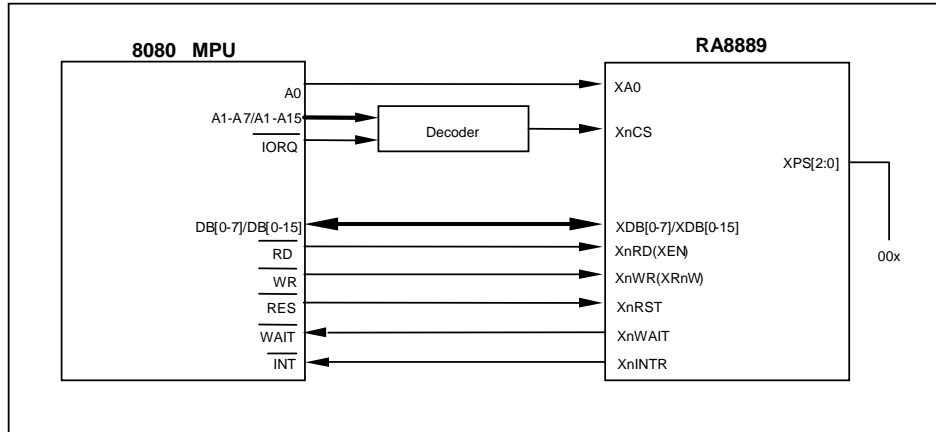 8080 MPU
RA8889
A0
XA0
A1-A7/A1-A15
Decoder
XnCS
IORQ
XPS[2:0]
DB[0-7]/DB[0-15]
XDB[0-7]/XDB[0-15]
RD
XnRD(XEN)
00x
WR
XnWR(XRnW)
RES
XnRST
WAIT
XnWAIT
INT
XnINTR